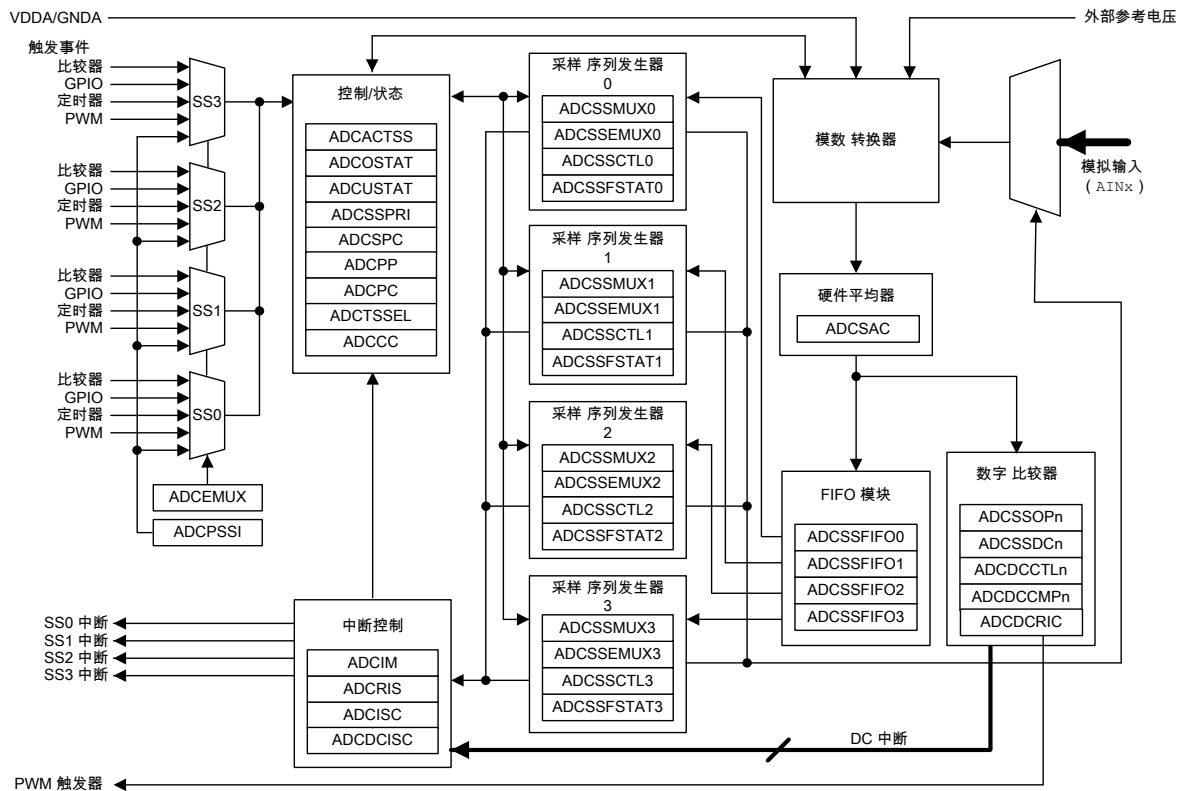 VDDA/GNDA
外部参考电压
触发事件
比较器
GPIO
定时器
PWM
SS3
比较器
GPIO
定时器
PWM
SS2
比较器
GPIO
定时器
PWM
SS1
比较器
GPIO
定时器
PWM
SS0
ADCEMUX
ADCPSSI
控制/状态
ADCACTSS
ADCOSTAT
ADCUSTAT
ADCSSPRI
ADCSPC
ADCPP
ADCPC
ADCTSSEL
ADCCC
采样 序列发生器
0
ADCSSMUX0
ADCSSEMUX0
ADCSSCTL0
ADCSSFSTAT0
采样 序列发生器
1
ADCSSMUX1
ADCSSEMUX1
ADCSSCTL1
ADCSSFSTAT1
采样 序列发生器
2
ADCSSMUX2
ADCSSEMUX2
ADCSSCTL2
ADCSSFSTAT2
采样 序列发生器
3
ADCSSMUX3
ADCSSEMUX3
ADCSSCTL3
ADCSSFSTAT3
模数 转换器
模拟输入
(AINx)
硬件平均器
ADCSAC
FIFO 模块
ADCSSFIFO0
ADCSSFIFO1
ADCSSFIFO2
ADCSSFIFO3
数字 比较器
ADCSSOPn
ADCSSDCn
ADCDCCTLn
ADCDCCMPn
ADCDCRIC
SS0 中断
SS1 中断
SS2 中断
SS3 中断
中断控制
ADCIM
ADCRIS
ADCISC
ADCDCISC
DC 中断
PWM 触发器